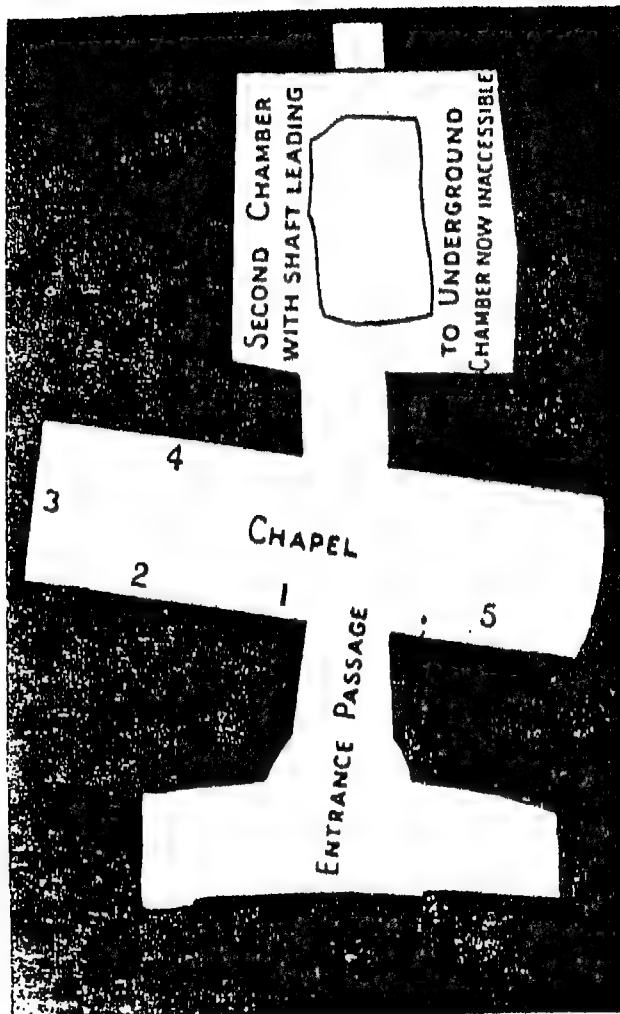 SECOND CHAMBER
WITH SHAFT LEADING
TO UNDERGROUND
CHAMBER NOW INACCESSIBLE
4
3
CHAPEL
2
1
5
ENTRANCE PASSAGE